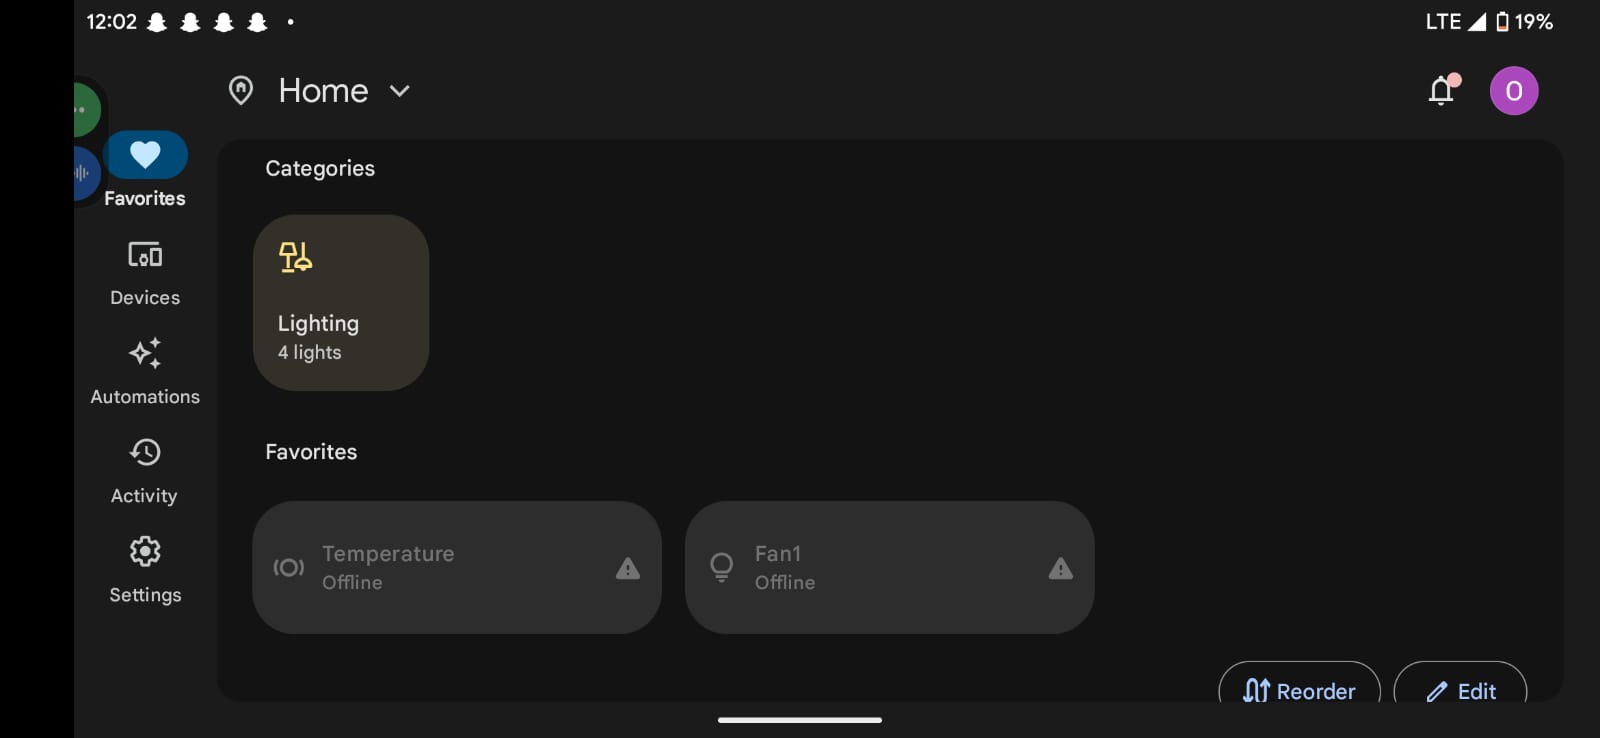 12:02
LTE 19%
Home
O
Favorites
Devices
Automations
Activity
Settings
Categories
Lighting
4 lights
Favorites
Temperature
Offline
Fan1
Offline
Reorder
Edit